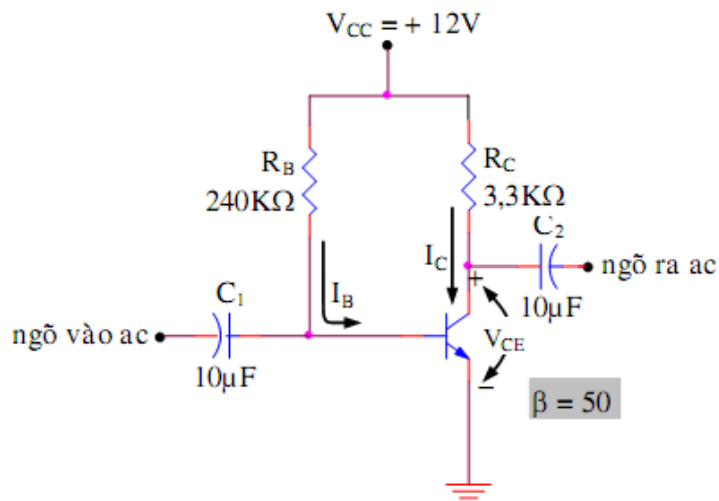 V_CC = + 12V
R_B
240KΩ
R_C
3,3KΩ
C_2
I_C
+
ngõ ra ac
I_B
C_1
10µF
ngõ vào ac
V_CE
10µF
−
β = 50